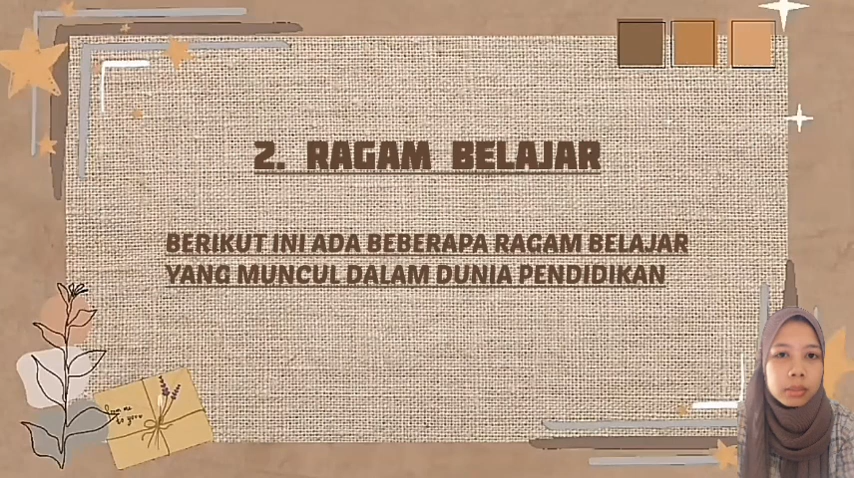 2. RAGAM BELAJAR
BERIKUT INI ADA BEBERAPA RAGAM BELAJAR
YANG MUNCUL DALAM DUNIA PENDIDIKAN